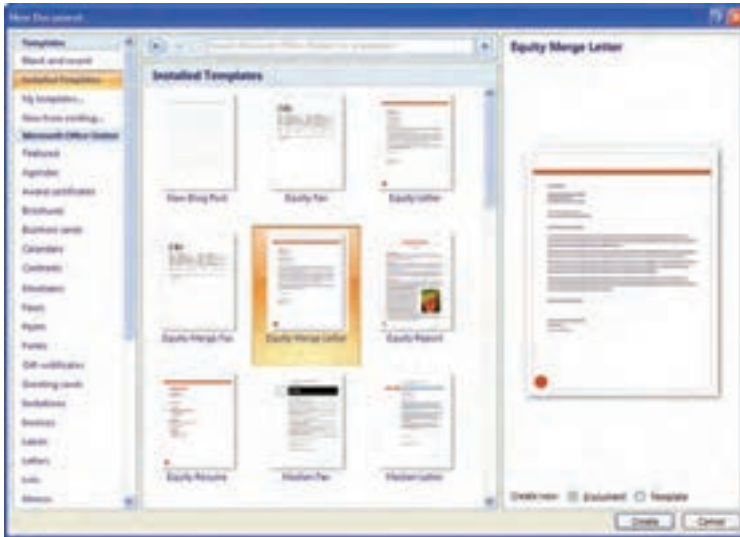 New Document
Templates
Blank and recent
Installed Templates
My templates...
New from existing...
Microsoft Office Online
Featured
Agendas
Award certificates
Brochures
Business cards
Calendars
Contracts
Envelopes
Faxes
Flyers
Forms
Gift certificates
Greeting cards
Invitations
Invoices
Labels
Letters
Lists
Memos
Installed Templates
New Blog Post
Equity Fax
Equity Letter
Equity Merge Fax
Equity Merge Letter
Equity Report
Equity Resume
Median Fax
Median Letter
Equity Merge Letter
Create new
Document
Template
Create
Cancel